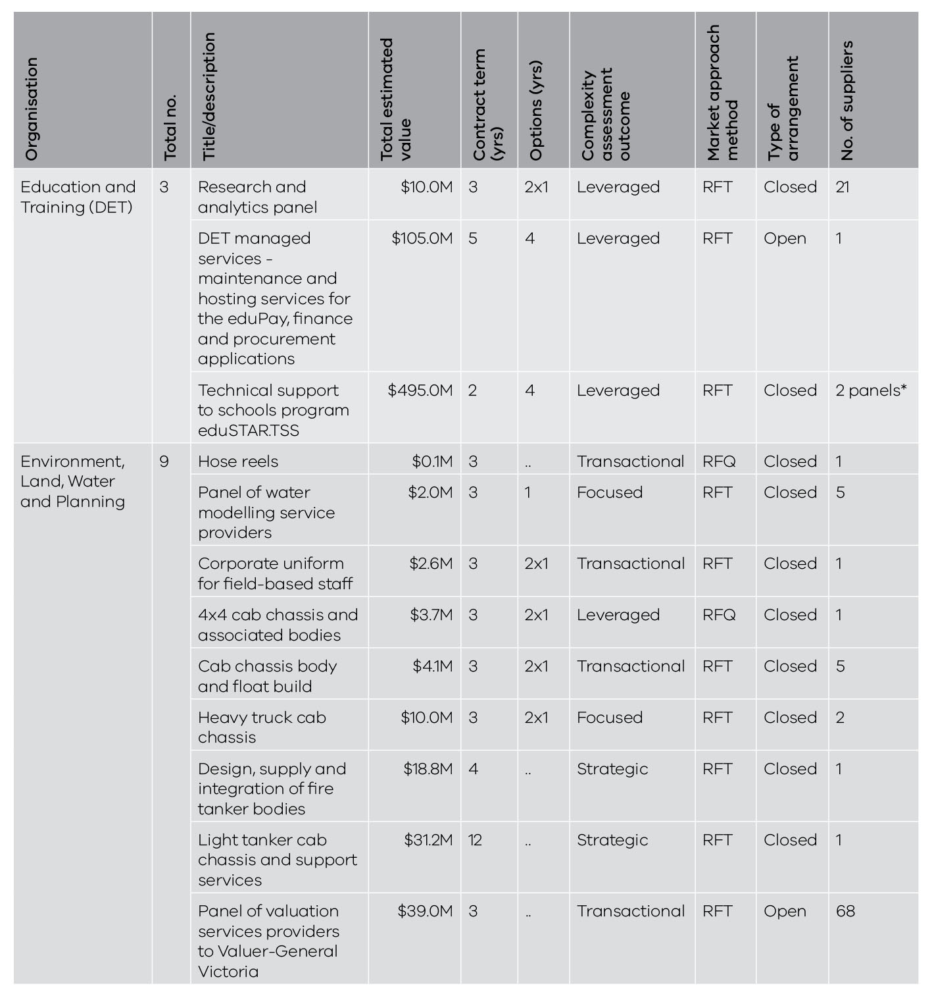 Organisation
Total no.
Title/description
Total estimated
value
Contract term
(yrs)
Options (yrs)
Complexity
assessment
outcome
Market approach
method
Type of
arrangement
No. of suppliers
Education and
Training (DET)
3
Research and
analytics panel
$10.0M
3
2x1
Leveraged
RFT
Closed
21
DET managed
services -
maintenance and
hosting services for
the eduPay, finance
and procurement
applications
$105.0M
5
4
Leveraged
RFT
Open
1
Technical support
to schools program
eduSTAR.TSS
$495.0M
2
4
Leveraged
RFT
Closed
2 panels*
Environment,
Land, Water
and Planning
9
Hose reels
$0.1M
3
..
Transactional
RFQ
Closed
1
Panel of water
modelling service
providers
$2.0M
3
1
Focused
RFT
Closed
5
Corporate uniform
for field-based staff
$2.6M
3
2x1
Transactional
RFT
Closed
1
4x4 cab chassis and
associated bodies
$3.7M
3
2x1
Leveraged
RFQ
Closed
1
Cab chassis body
and float build
$4.1M
3
2x1
Transactional
RFT
Closed
5
Heavy truck cab
chassis
$10.0M
3
2x1
Focused
RFT
Closed
2
Design, supply and
integration of fire
tanker bodies
$18.8M
4
..
Strategic
RFT
Closed
1
Light tanker cab
chassis and support
services
$31.2M
12
..
Strategic
RFT
Closed
1
Panel of valuation
services providers
to Valuer-General
Victoria
$39.0M
3
..
Transactional
RFT
Open
68